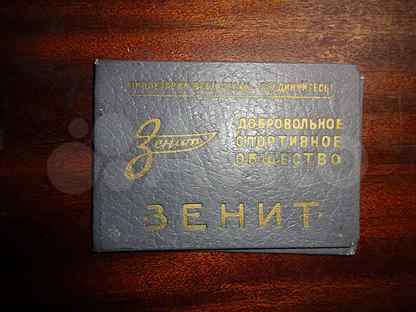 ПРОЛЕТАРИИ ВСЕХ СТРАН, СОЕДИНЯЙТЕСЬ!
Зенит
ДОБРОВОЛЬНОЕ
СПОРТИВНОЕ
ОБЩЕСТВО
ЗЕНИТ